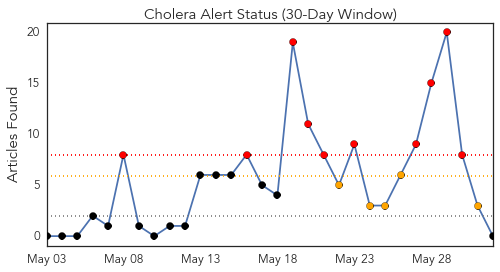 Cholera Alert Status (30-Day Window)
Articles Found
20
15
10
5
0
May 03 May 08 May 13 May 18 May 23 May 28